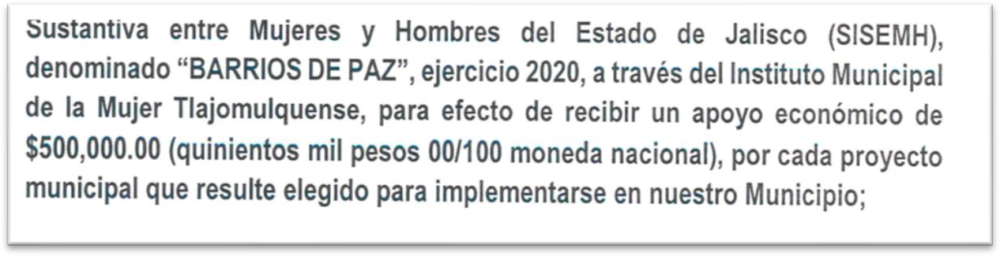 Sustantiva entre Mujeres y Hombres del Estado de Jalisco (SISEMH),
denominado “BARRIOS DE PAZ”, ejercicio 2020, a través del Instituto Municipal
de la Mujer Tlajomulquense, para efecto de recibir un apoyo económico de
$500,000.00 (quinientos mil pesos 00/100 moneda nacional), por cada proyecto
municipal que resulte elegido para implementarse en nuestro Municipio;